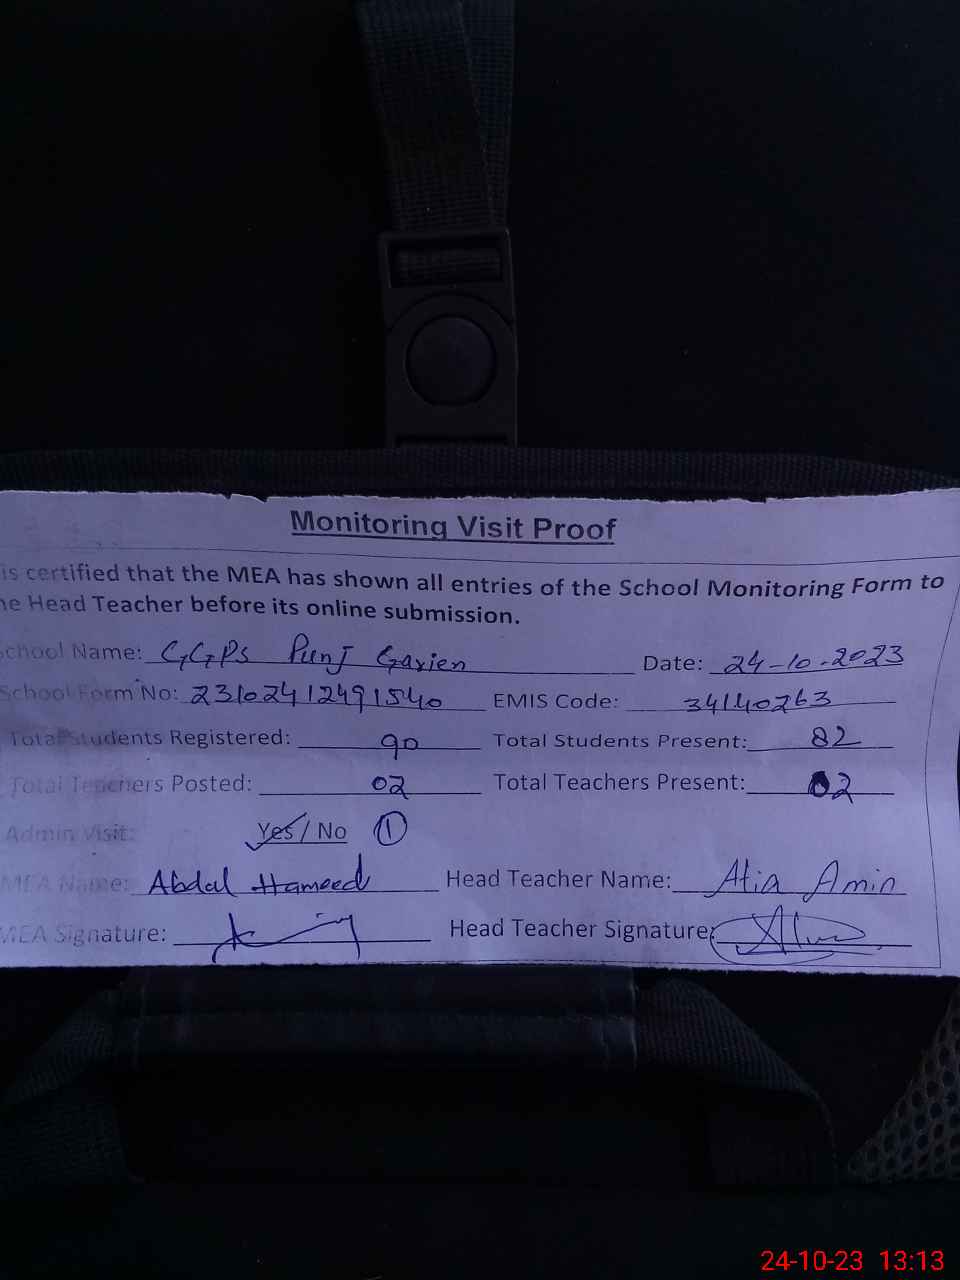 Monitoring Visit Proof
is certified that the MEA has shown all entries of the School Monitoring Form to
he Head Teacher before its online submission.
School Name: GGPS Punj Garien Date: 24-10-2023
School Form No: 23102412491540 EMIS Code: 34140263
Total Students Registered: 90 Total Students Present: 82
Total Teachers Posted: 02 Total Teachers Present: 02
Admin Visit: Yes / No 1
MEA Name: Abdal Hameed Head Teacher Name: Atia Amin
MEA Signature: Head Teacher Signature:
24-10-23 13:13